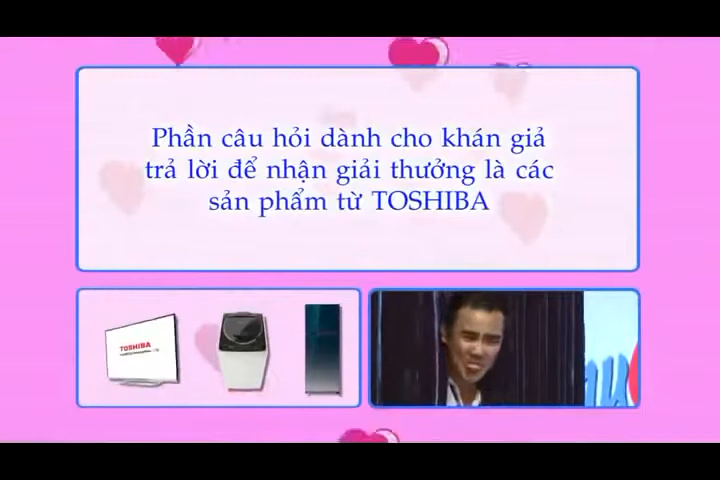 Phần câu hỏi dành cho khán giả
trả lời để nhận giải thưởng là các
sản phẩm từ TOSHIBA
TOSHIBA